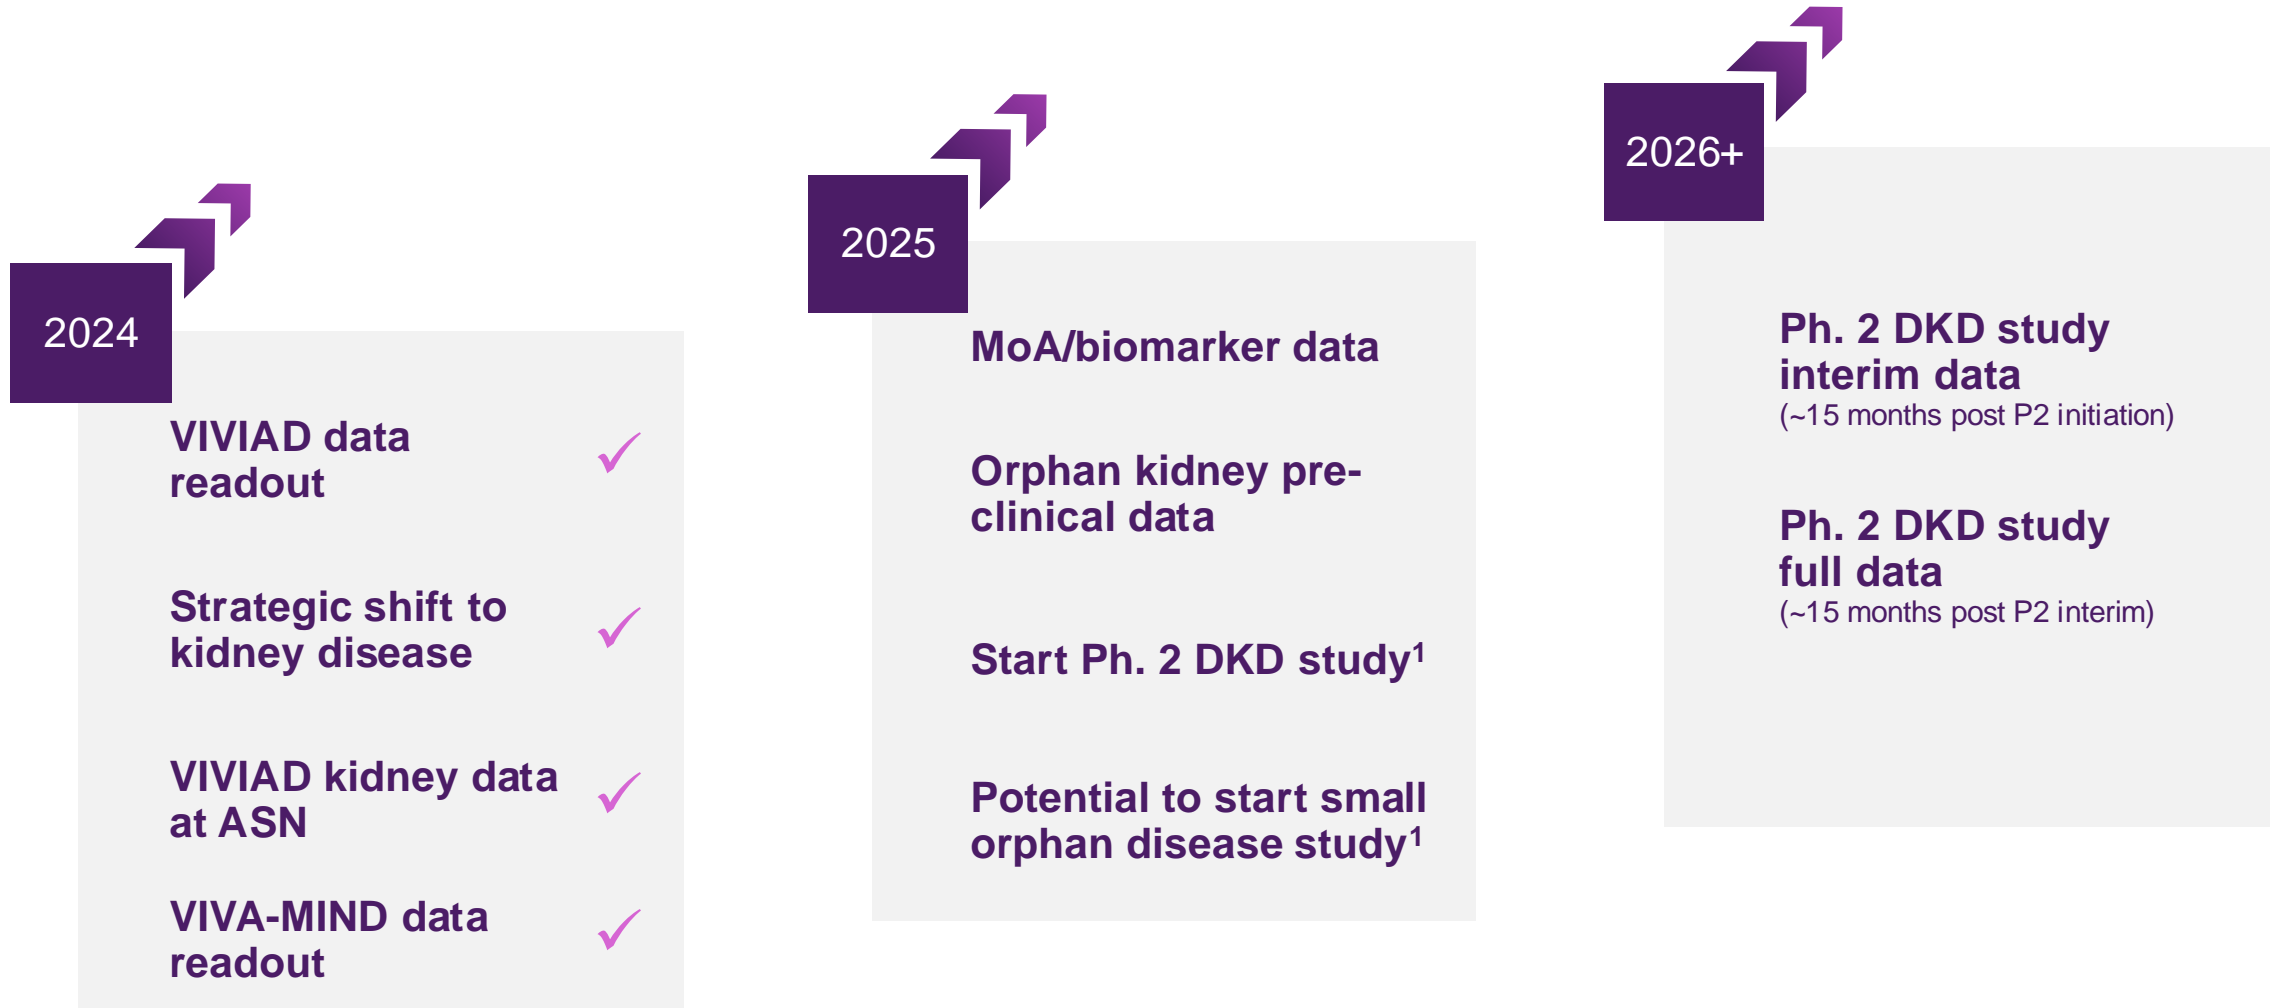 2024
VIVIAD data
readout
Strategic shift to
kidney disease
VIVIAD kidney data
at ASN
VIVA-MIND data
readout
2025
MoA/biomarker data
Orphan kidney pre-
clinical data
Start Ph. 2 DKD study¹
Potential to start small
orphan disease study¹
2026+
Ph. 2 DKD study
interim data
(~15 months post P2 initiation)
Ph. 2 DKD study
full data
(~15 months post P2 interim)